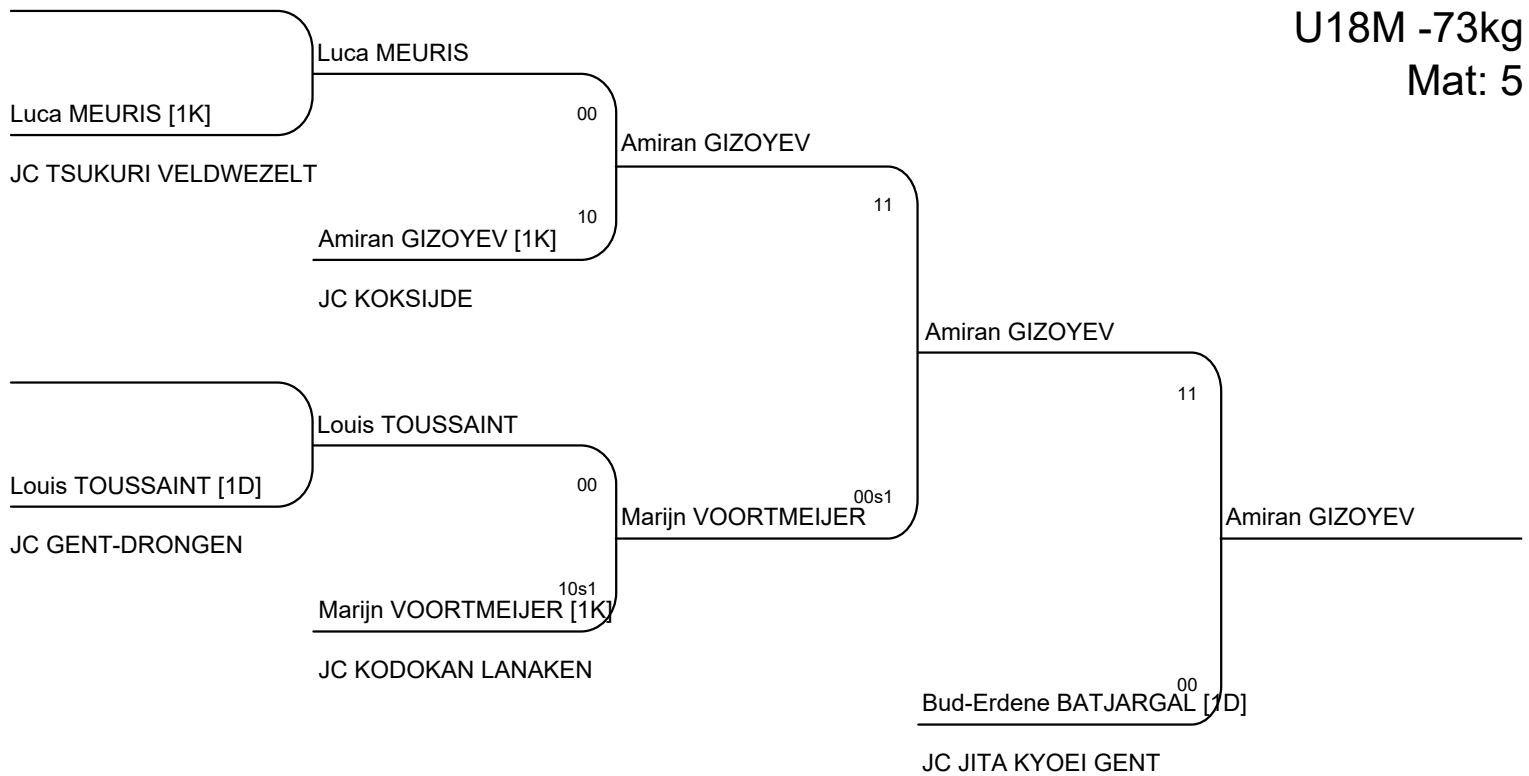 U18M -73kg
Mat: 5
Luca MEURIS
Luca MEURIS [1K]
00
JC TSUKURI VELDWEZELT
Amiran GIZOYEV
10
11
Amiran GIZOYEV [1K]
JC KOKSIJDE
Amiran GIZOYEV
11
Louis TOUSSAINT
Louis TOUSSAINT [1D]
00
00s1
Marijn VOORTMEIJER
Amiran GIZOYEV
JC GENT-DRONGEN
10s1
Marijn VOORTMEIJER [1K]
JC KODOKAN LANAKEN
00
Bud-Erdene BATJARGAL [1D]
JC JITA KYOEI GENT